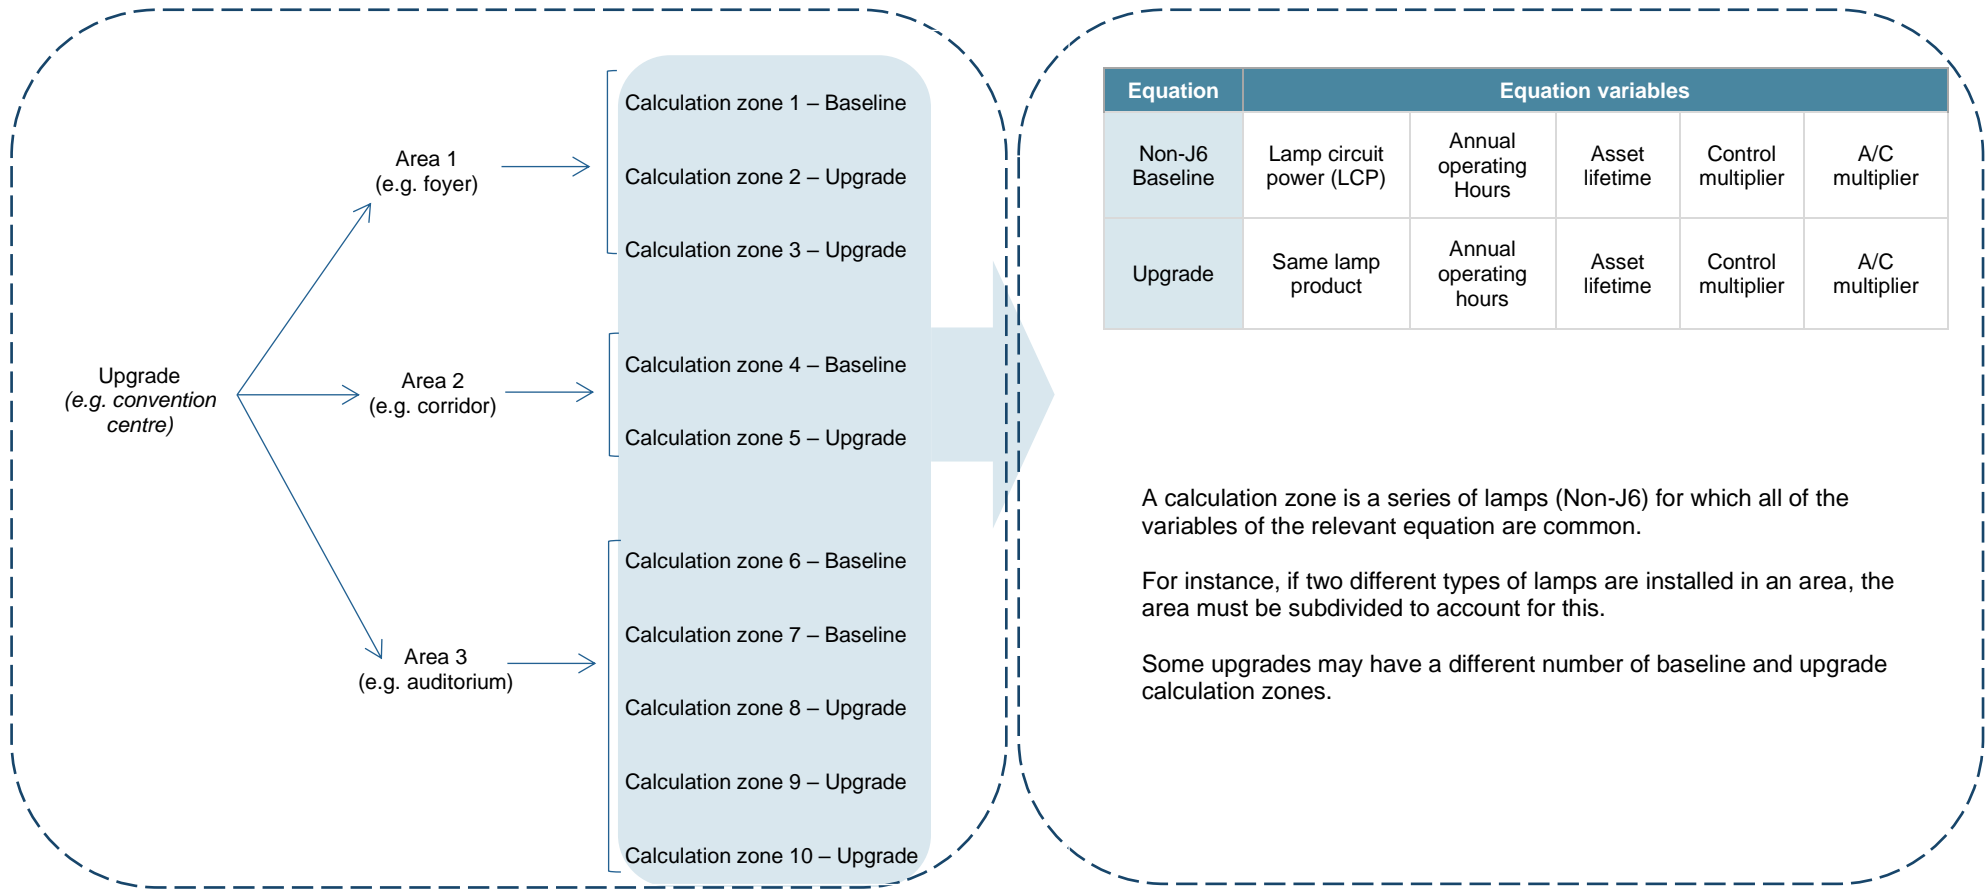 Upgrade
(e.g. convention
centre)
Area 1
(e.g. foyer)
Area 2
(e.g. corridor)
Area 3
(e.g. auditorium)
Calculation zone 1 – Baseline
Calculation zone 2 – Upgrade
Calculation zone 3 – Upgrade
Calculation zone 4 – Baseline
Calculation zone 5 – Upgrade
Calculation zone 6 – Baseline
Calculation zone 7 – Baseline
Calculation zone 8 – Upgrade
Calculation zone 9 – Upgrade
Calculation zone 10 – Upgrade
Equation
Equation variables
Non-J6
Baseline
Lamp circuit
power (LCP)
Annual
operating
Hours
Asset
lifetime
Control
multiplier
A/C
multiplier
Upgrade
Same lamp
product
Annual
operating
hours
Asset
lifetime
Control
multiplier
A/C
multiplier
A calculation zone is a series of lamps (Non-J6) for which all of the
variables of the relevant equation are common.
For instance, if two different types of lamps are installed in an area, the
area must be subdivided to account for this.
Some upgrades may have a different number of baseline and upgrade
calculation zones.